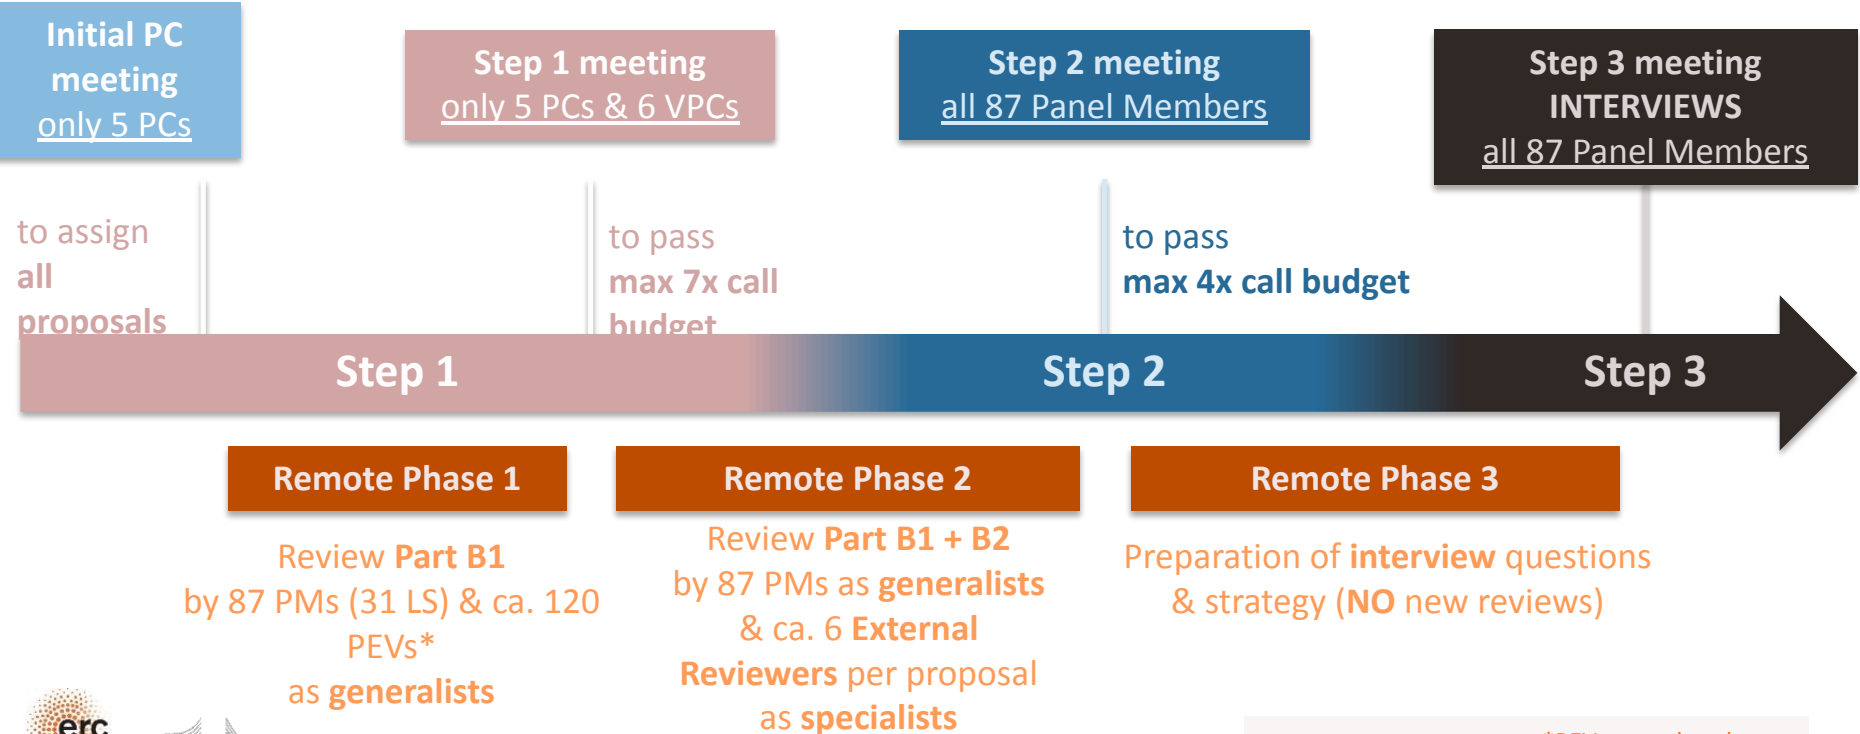 Initial PC
meeting
only 5 PCs
Step 1 meeting
only 5 PCs & 6 VPCs
Step 2 meeting
all 87 Panel Members
Step 3 meeting
INTERVIEWS
all 87 Panel Members
to assign
all
proposals
to pass
max 7x call
budget
to pass
max 4x call budget
Step 1
Step 2
Step 3
Remote Phase 1
Remote Phase 2
Remote Phase 3
Review Part B1
by 87 PMs (31 LS) & ca. 120
PEVs*
as generalists
Review Part B1 + B2
by 87 PMs as generalists
& ca. 6 External
Reviewers per proposal
as specialists
Preparation of interview questions
& strategy (NO new reviews)
erc